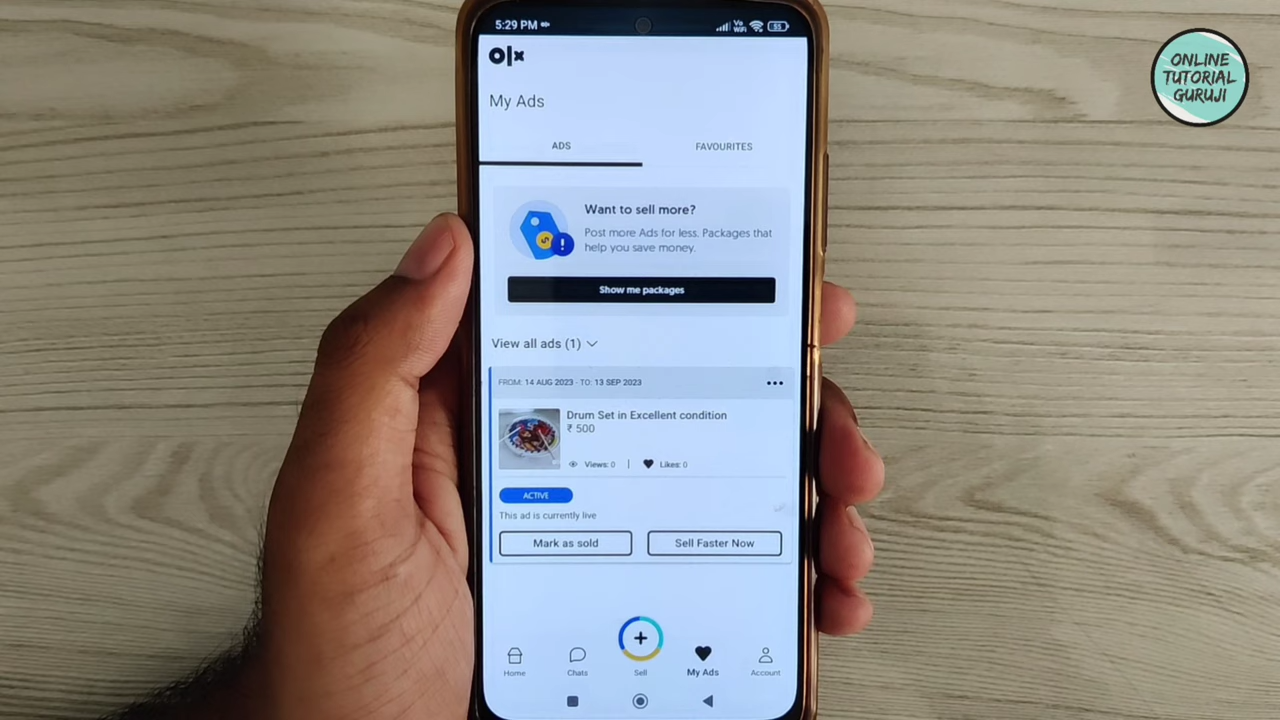 5:29 PM
Vo
WiFi
55
olx
My Ads
ADS
FAVOURITES
Want to sell more?
Post more Ads for less. Packages that
help you save money.
Show me packages
View all ads (1)
FROM: 14 AUG 2023 - TO: 13 SEP 2023
Drum Set in Excellent condition
₹ 500
Views: 0 | Likes: 0
ACTIVE
This ad is currently live
Mark as sold
Sell Faster Now
Home
Chats
Sell
My Ads
Account
ONLINE
TUTORIAL
GURUJI